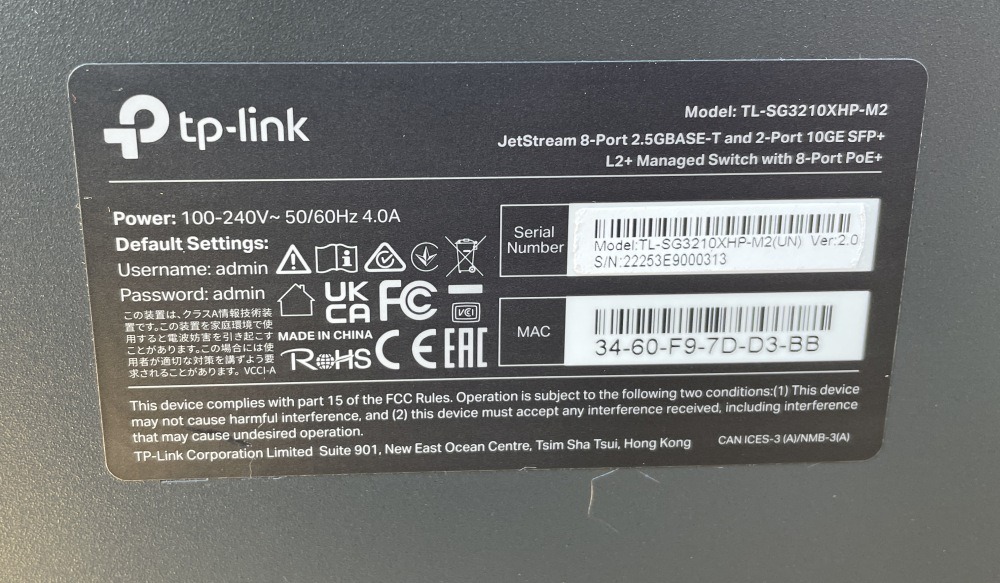 tp-link
Model: TL-SG3210XHP-M2
JetStream 8-Port 2.5GBASE-T and 2-Port 10GE SFP+
L2+ Managed Switch with 8-Port PoE+
Power: 100-240V~ 50/60Hz 4.0A
Default Settings:
Username: admin
Password: admin
この装置は、クラスA情報技術装
置です。この装置を家庭環境で使
用すると電波妨害を引き起こす
ことがあります。この場合には使
用者が適切な対策を講ずよう要
求されることがあります。VCCI-A
UK
CA
FC
VCI
MADE IN CHINA
RoHS
CE
EAC
Serial
Number
Model:TL-SG3210XHP-M2(UN) Ver:2.0
S/N:22253E9000313
MAC
34-60-F9-7D-D3-BB
This device complies with part 15 of the FCC Rules. Operation is subject to the following two conditions:(1) This device
may not cause harmful interference, and (2) this device must accept any interference received, including interference
that may cause undesired operation.
TP-Link Corporation Limited Suite 901, New East Ocean Centre, Tsim Sha Tsui, Hong Kong
CAN ICES-3 (A)/NMB-3(A)